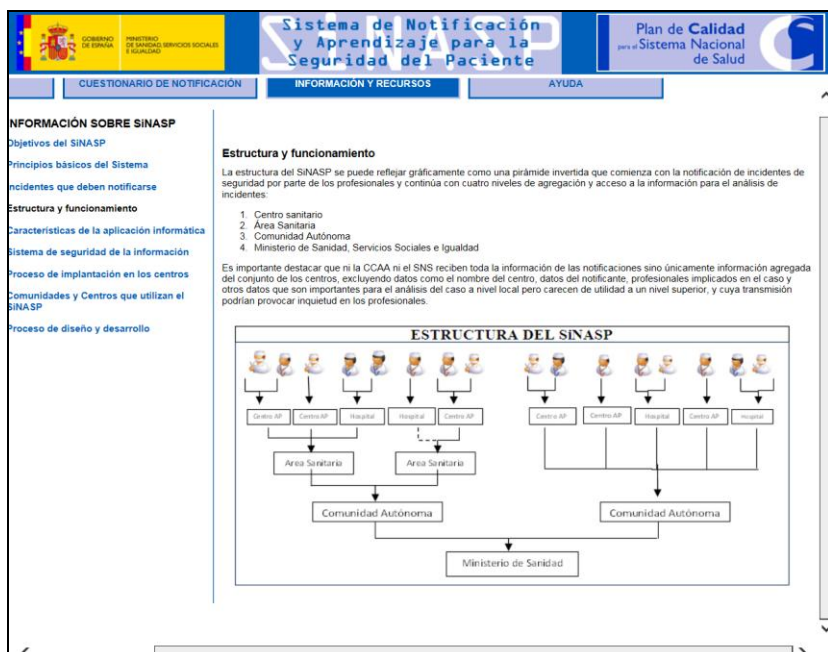 GOBIERNO
DE ESPAÑA
MINISTERIO
DE SANIDAD, SERVICIOS SOCIALES
E IGUALDAD
Sistema de Notificación
y Aprendizaje para la
Seguridad del Paciente
SiNASP
Plan de Calidad
para el Sistema Nacional
de Salud
CUESTIONARIO DE NOTIFICACIÓN
INFORMACIÓN Y RECURSOS
AYUDA
NFORMACIÓN SOBRE SiNASP
Objetivos del SiNASP
Principios básicos del Sistema
Incidentes que deben notificarse
Estructura y funcionamiento
Características de la aplicación informática
Sistema de seguridad de la información
Proceso de implantación en los centros
Comunidades y Centros que utilizan el
SiNASP
Proceso de diseño y desarrollo
Estructura y funcionamiento
La estructura del SiNASP se puede reflejar gráficamente como una pirámide invertida que comienza con la notificación de incidentes de
seguridad por parte de los profesionales y continúa con cuatro niveles de agregación y acceso a la información para el análisis de
incidentes:
1. Centro sanitario
2. Área Sanitaria
3. Comunidad Autónoma
4. Ministerio de Sanidad, Servicios Sociales e Igualdad
Es importante destacar que ni la CCAA ni el SNS reciben toda la información de las notificaciones sino únicamente información agregada
del conjunto de los centros, excluyendo datos como el nombre del centro, datos del notificante, profesionales implicados en el caso y
otros datos que son importantes para el análisis del caso a nivel local pero carecen de utilidad a un nivel superior, y cuya transmisión
podrían provocar inquietud en los profesionales.
ESTRUCTURA DEL SiNASP
Centro AP
Centro AP
Hospital
Hospital
Centro AP
Centro AP
Centro AP
Hospital
Centro AP
Hospital
Area Sanitaria
Area Sanitaria
Comunidad Autónoma
Comunidad Autónoma
Ministerio de Sanidad